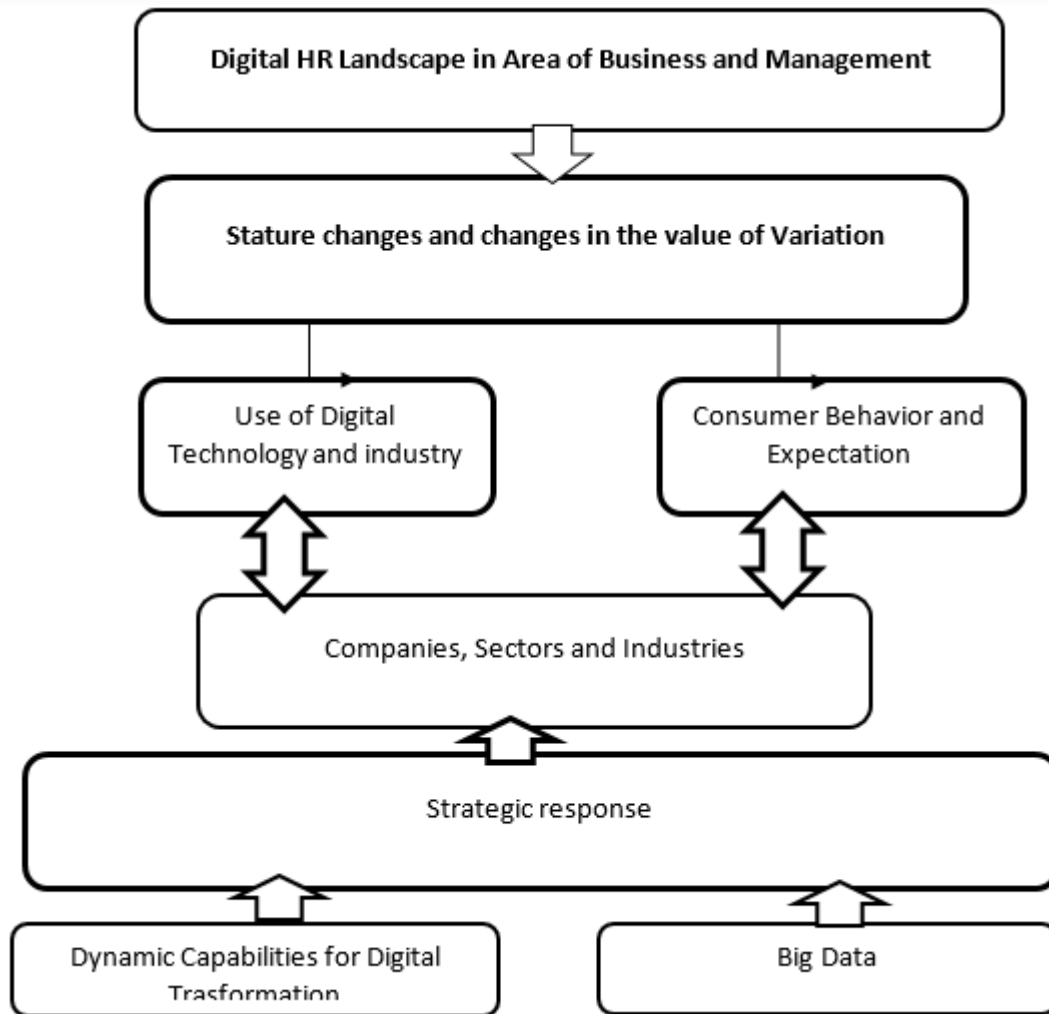 Digital HR Landscape in Area of Business and Management
Stature changes and changes in the value of Variation
Use of Digital
Technology and industry
Consumer Behavior and
Expectation
Companies, Sectors and Industries
Strategic response
Dynamic Capabilities for Digital
Trasformation
Big Data